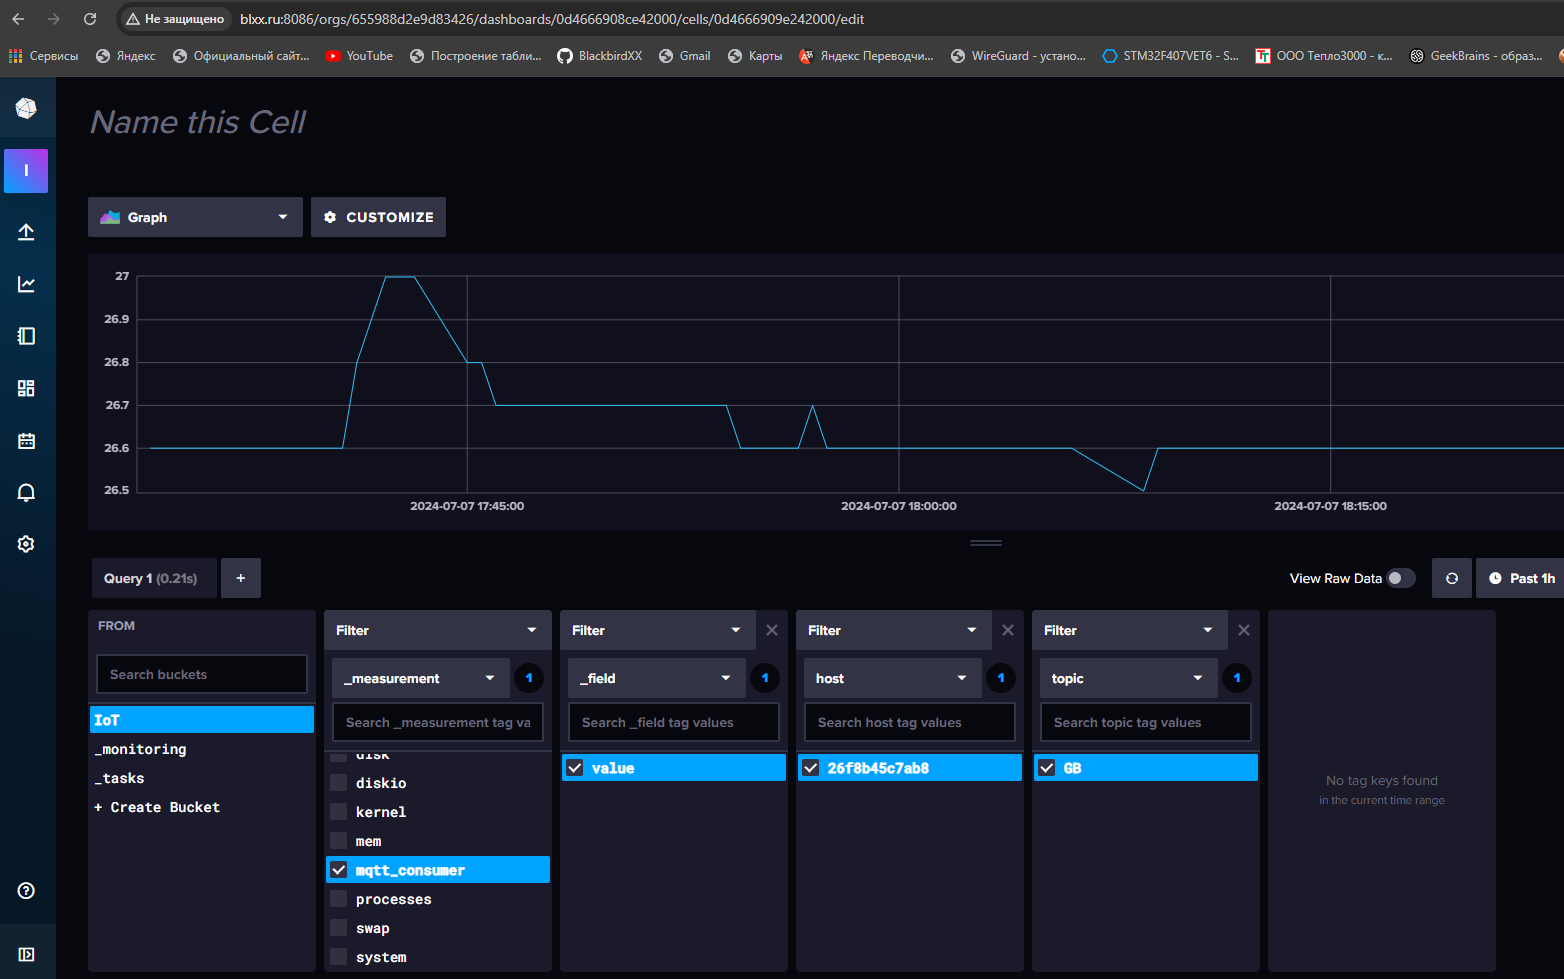 Не защищено
blxx.ru:8086/orgs/655988d2e9d83426/dashboards/0d4666908ce42000/cells/0d4666909e242000/edit
Сервисы Яндекс Официальный сайт... YouTube Построение табли... BlackbirdXX Gmail Карты Яндекс Переводчи... WireGuard - устано... STM32F407VET6 - S... ООО Тепло3000 - к... GeekBrains - образ...
Name this Cell
I
Graph CUSTOMIZE
27
26.9
26.8
26.7
26.6
26.5
2024-07-07 17:45:00 2024-07-07 18:00:00 2024-07-07 18:15:00
Query 1 (0.21s) + View Raw Data Past 1h
FROM Filter Filter Filter Filter
_measurement 1 _field 1 host 1 topic 1
Search buckets
Search _measurement tag va Search _field tag values Search host tag values Search topic tag values
IoT
_monitoring
_tasks
+ Create Bucket
disk
diskio
kernel
mem
mqtt_consumer
processes
swap
system
value
26f8b45c7ab8
GB
No tag keys found
in the current time range